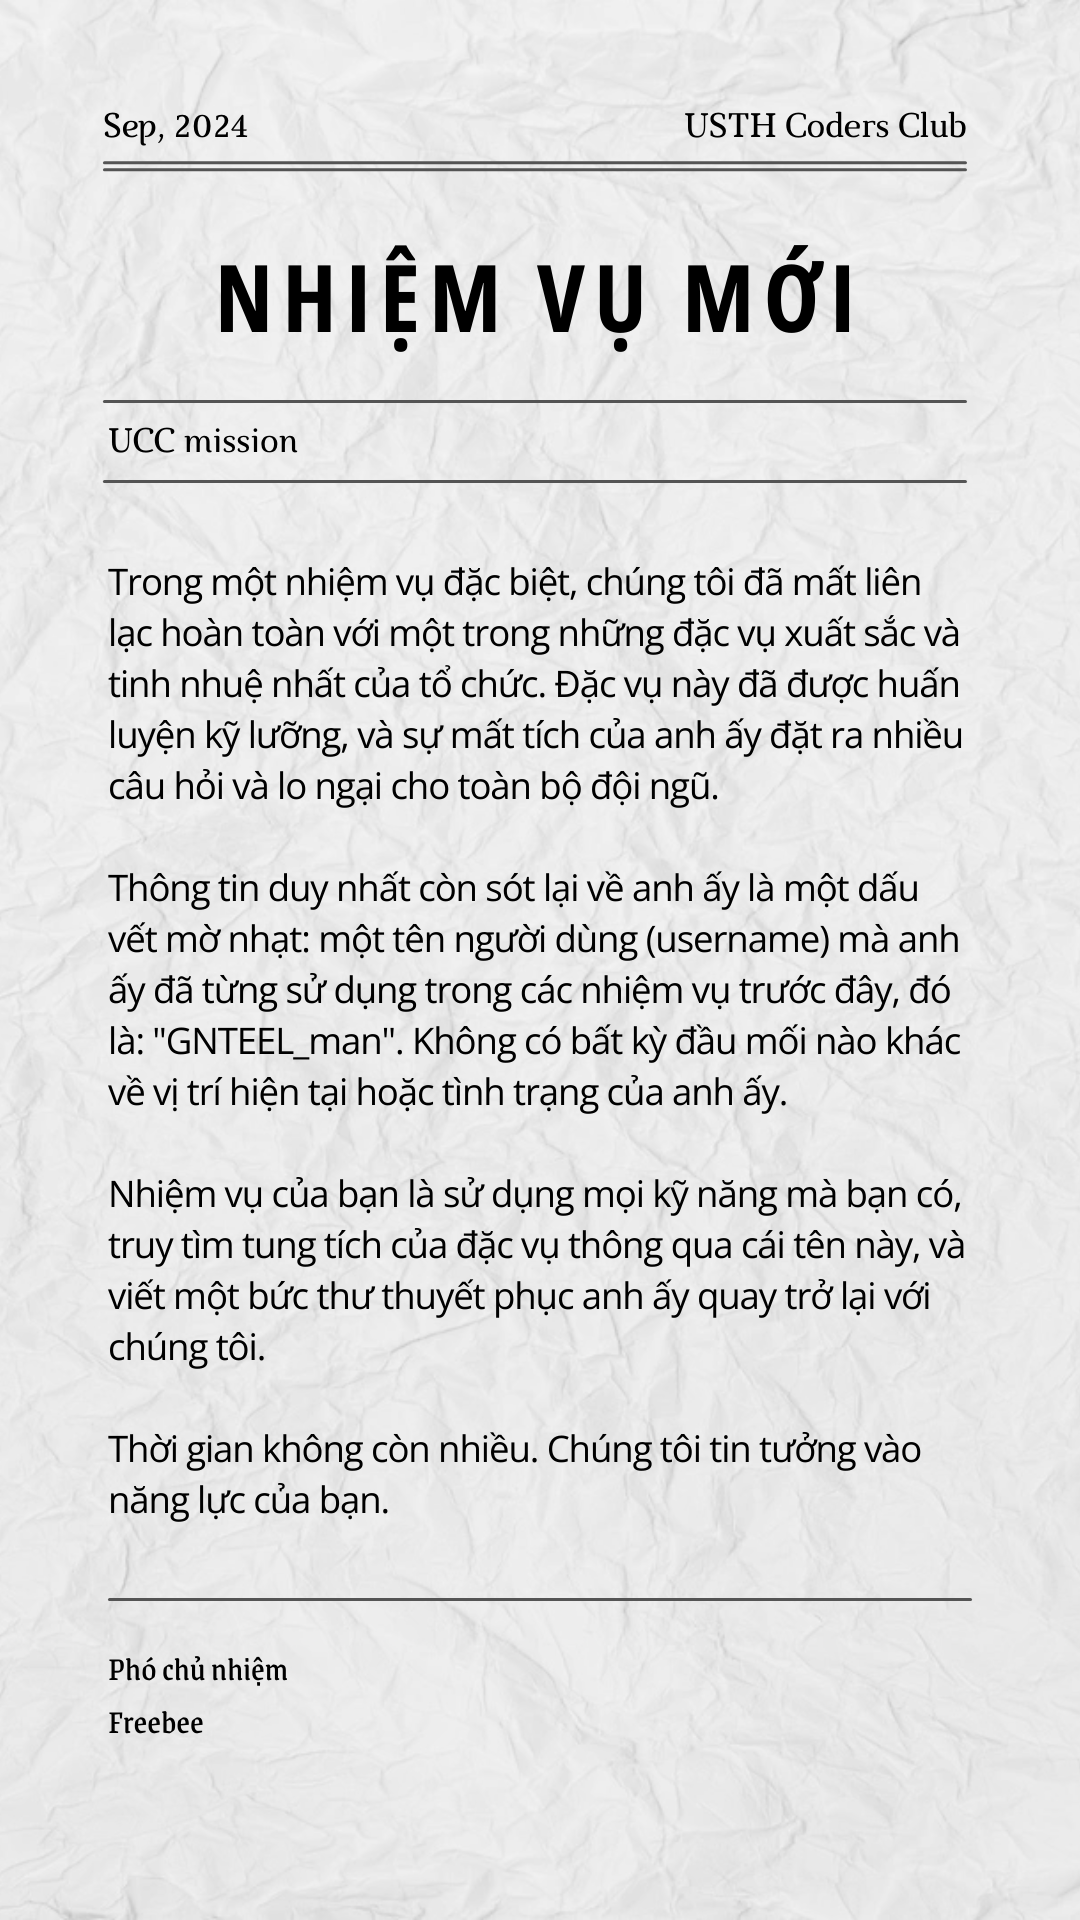 Sep, 2024
USTH Coders Club
NHIỆM VỤ MỚI
UCC mission
Trong một nhiệm vụ đặc biệt, chúng tôi đã mất liên
lạc hoàn toàn với một trong những đặc vụ xuất sắc và
tinh nhuệ nhất của tổ chức. Đặc vụ này đã được huấn
luyện kỹ lưỡng, và sự mất tích của anh ấy đặt ra nhiều
câu hỏi và lo ngại cho toàn bộ đội ngũ.
Thông tin duy nhất còn sót lại về anh ấy là một dấu
vết mờ nhạt: một tên người dùng (username) mà anh
ấy đã từng sử dụng trong các nhiệm vụ trước đây, đó
là: "GNTEEL_man". Không có bất kỳ đầu mối nào khác
về vị trí hiện tại hoặc tình trạng của anh ấy.
Nhiệm vụ của bạn là sử dụng mọi kỹ năng mà bạn có,
truy tìm tung tích của đặc vụ thông qua cái tên này, và
viết một bức thư thuyết phục anh ấy quay trở lại với
chúng tôi.
Thời gian không còn nhiều. Chúng tôi tin tưởng vào
năng lực của bạn.
Phó chủ nhiệm
Freebee